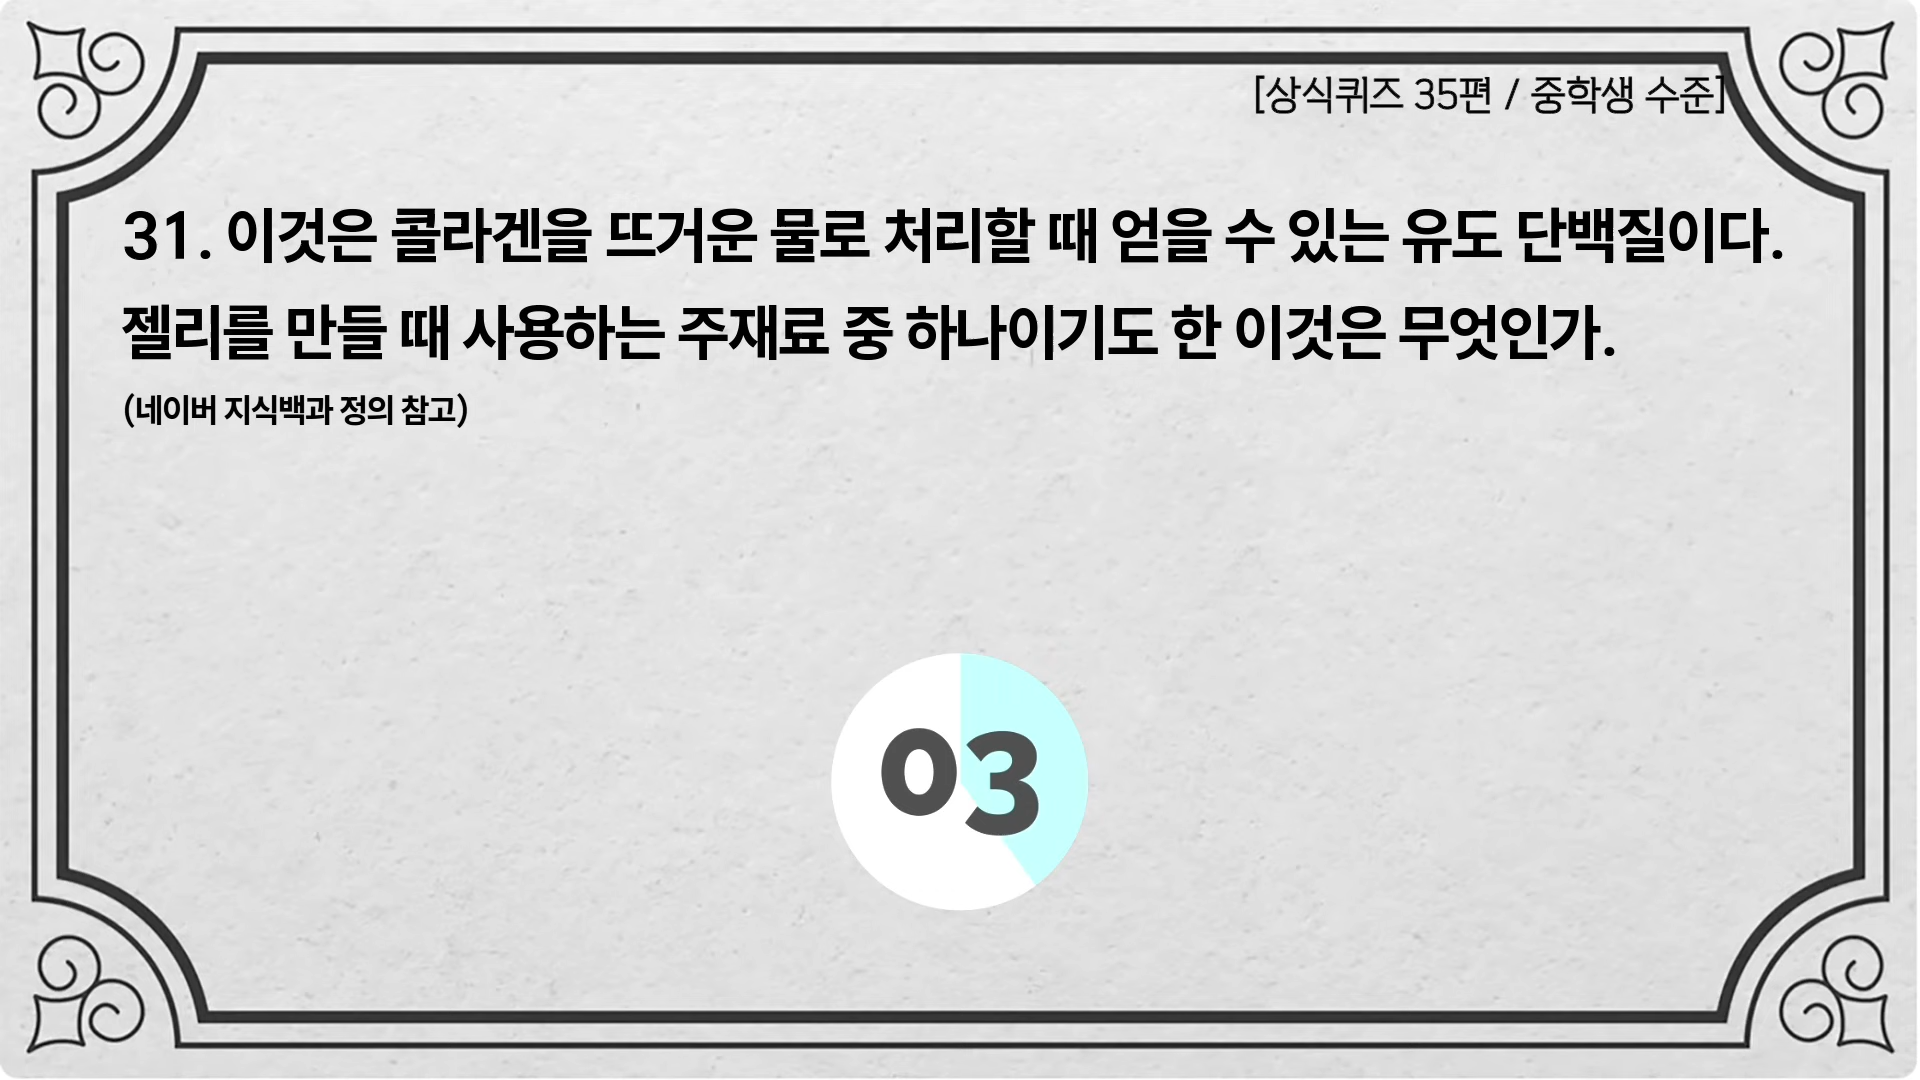 [상식퀴즈 35편 / 중학생 수준]
31. 이것은 콜라겐을 뜨거운 물로 처리할 때 얻을 수 있는 유도 단백질이다.
젤리를 만들 때 사용하는 주재료 중 하나이기도 한 이것은 무엇인가.
(네이버 지식백과 정의 참고)
03